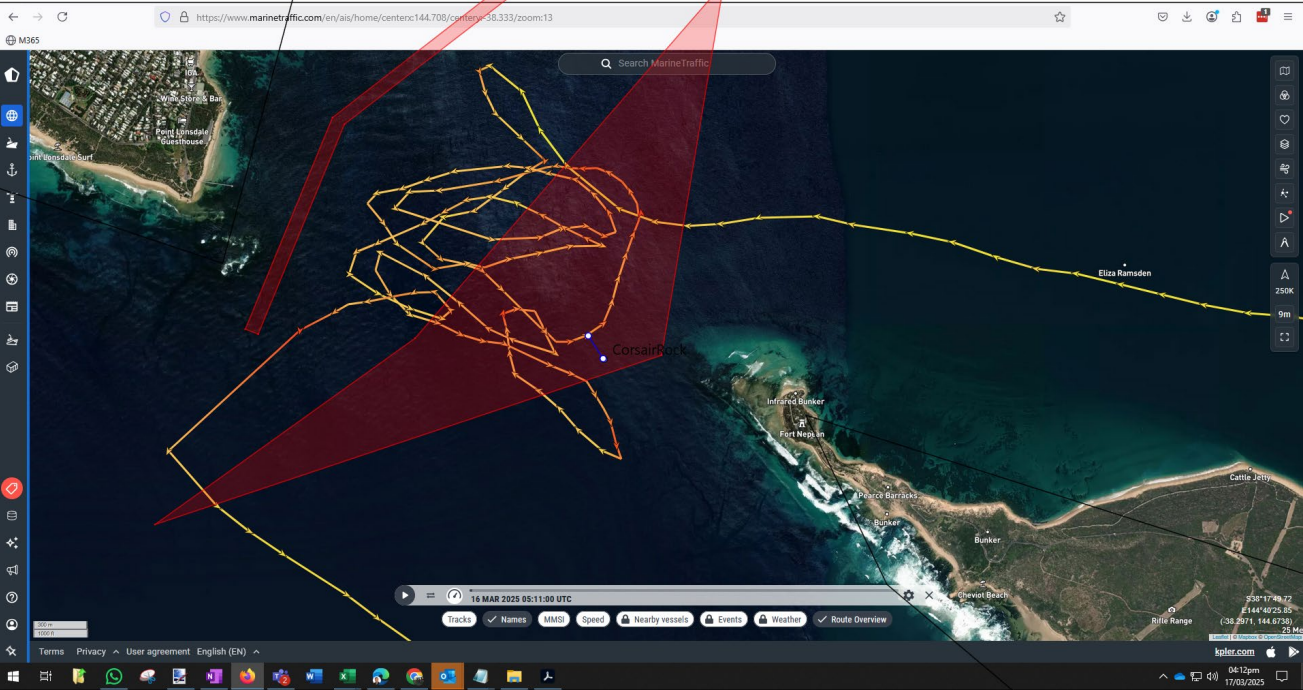 https://www.marinetraffic.com/en/ais/home/centerx:144.708/centery:-38.333/zoom:13
1
M365
Search MarineTraffic
Wine Store & Bar
Point Lonsdale
Guesthouse
Point Lonsdale Surf
Eliza Ramsden
250K
9m
CorsairRock
Infrared Bunker
Fort Nepean
Cattle Jetty
Pearce Barracks
Bunker
Bunker
Cheviot Beach
16 MAR 2025 05:11:00 UTC
Rifle Range
S38°17'49.72
E144°40'25.85
(-38.2971, 144.6738)
25 Me
Tracks Names MMSI Speed Nearby vessels Events Weather Route Overview
300 m
1000 ft
Leaflet | © Mapbox © OpenStreetMap
Terms Privacy User agreement English (EN) kpler.com
04:12pm
17/03/2025